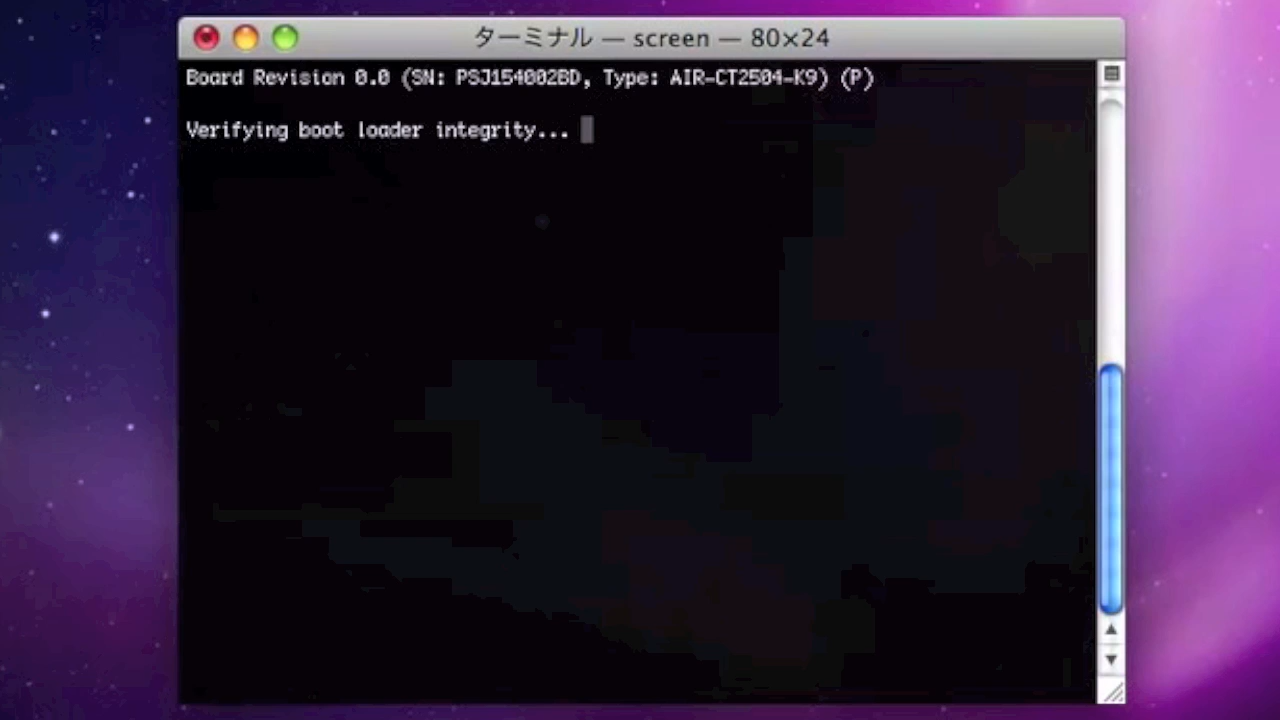 ターミナル — screen — 80×24
Board Revision 0.0 (SN: PSJ154002BD, Type: AIR-CT2504-K9) (P)
Verifying boot loader integrity...